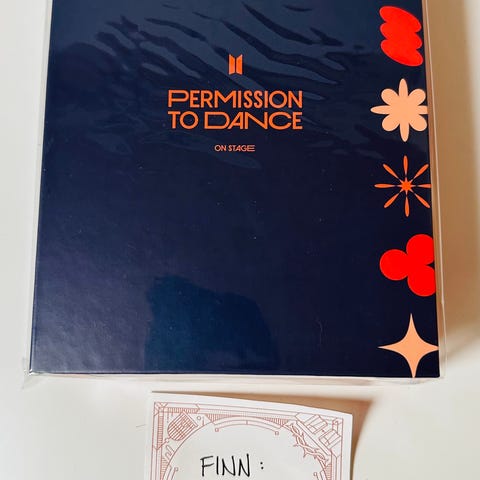 PERMISSION
TO DANCE
ON STAGE
FINN :